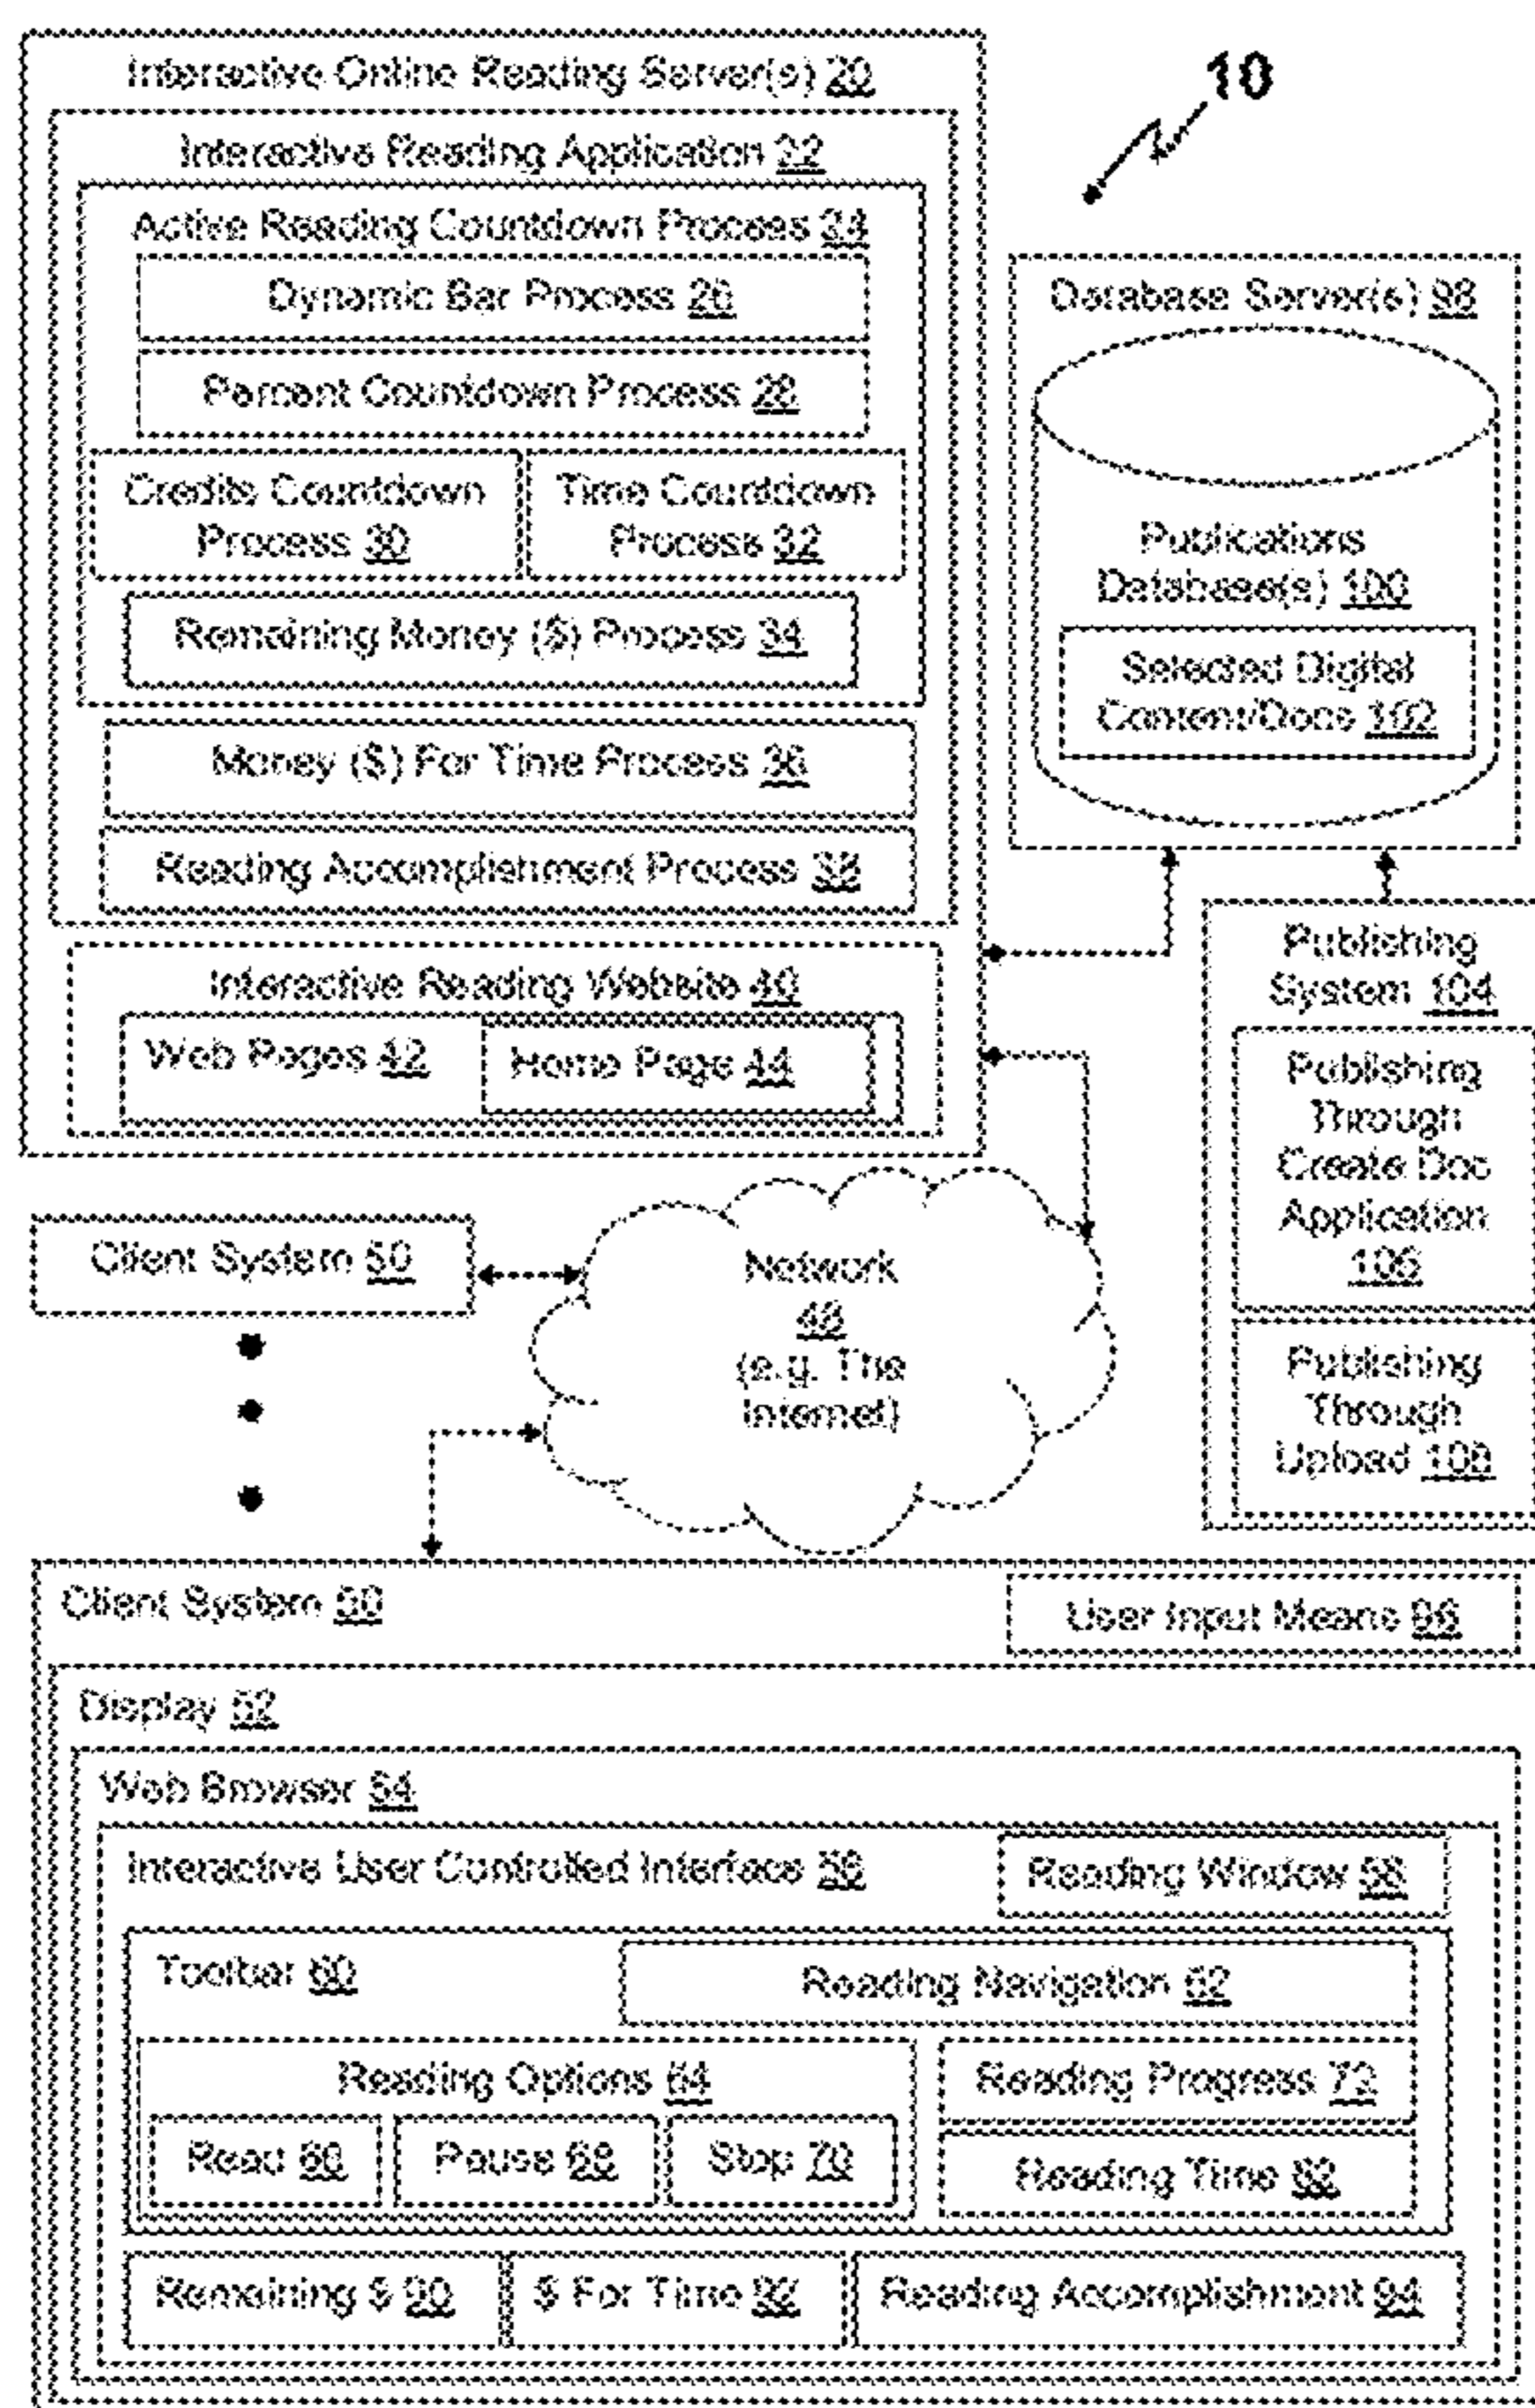 10
Interactive Online Reading Server(s) 20
Interactive Reading Application 22
Active Reading Countdown Process 24
Dynamic Bar Process 26
Percent Countdown Process 28
Credits Countdown
Process 30
Time Countdown
Process 32
Remaining Money ($) Process 34
Money ($) For Time Process 36
Reading Accomplishment Process 38
Interactive Reading Website 40
Web Pages 42
Home Page 44
Database Server(s) 98
Publications
Database(s) 100
Selected Digital
Content/Docs 102
Publishing
System 104
Publishing
Through
Create Doc
Application
106
Publishing
Through
Upload 108
Client System 50
Network
48
(e.g. The
Internet)
Client System 50
User Input Means 96
Display 52
Web Browser 54
Interactive User Controlled Interface 56
Reading Window 58
Toolbar 60
Reading Navigation 62
Reading Options 64
Read 66
Pause 68
Stop 70
Reading Progress 72
Reading Time 82
Remaining $ 90
$ For Time 92
Reading Accomplishment 94